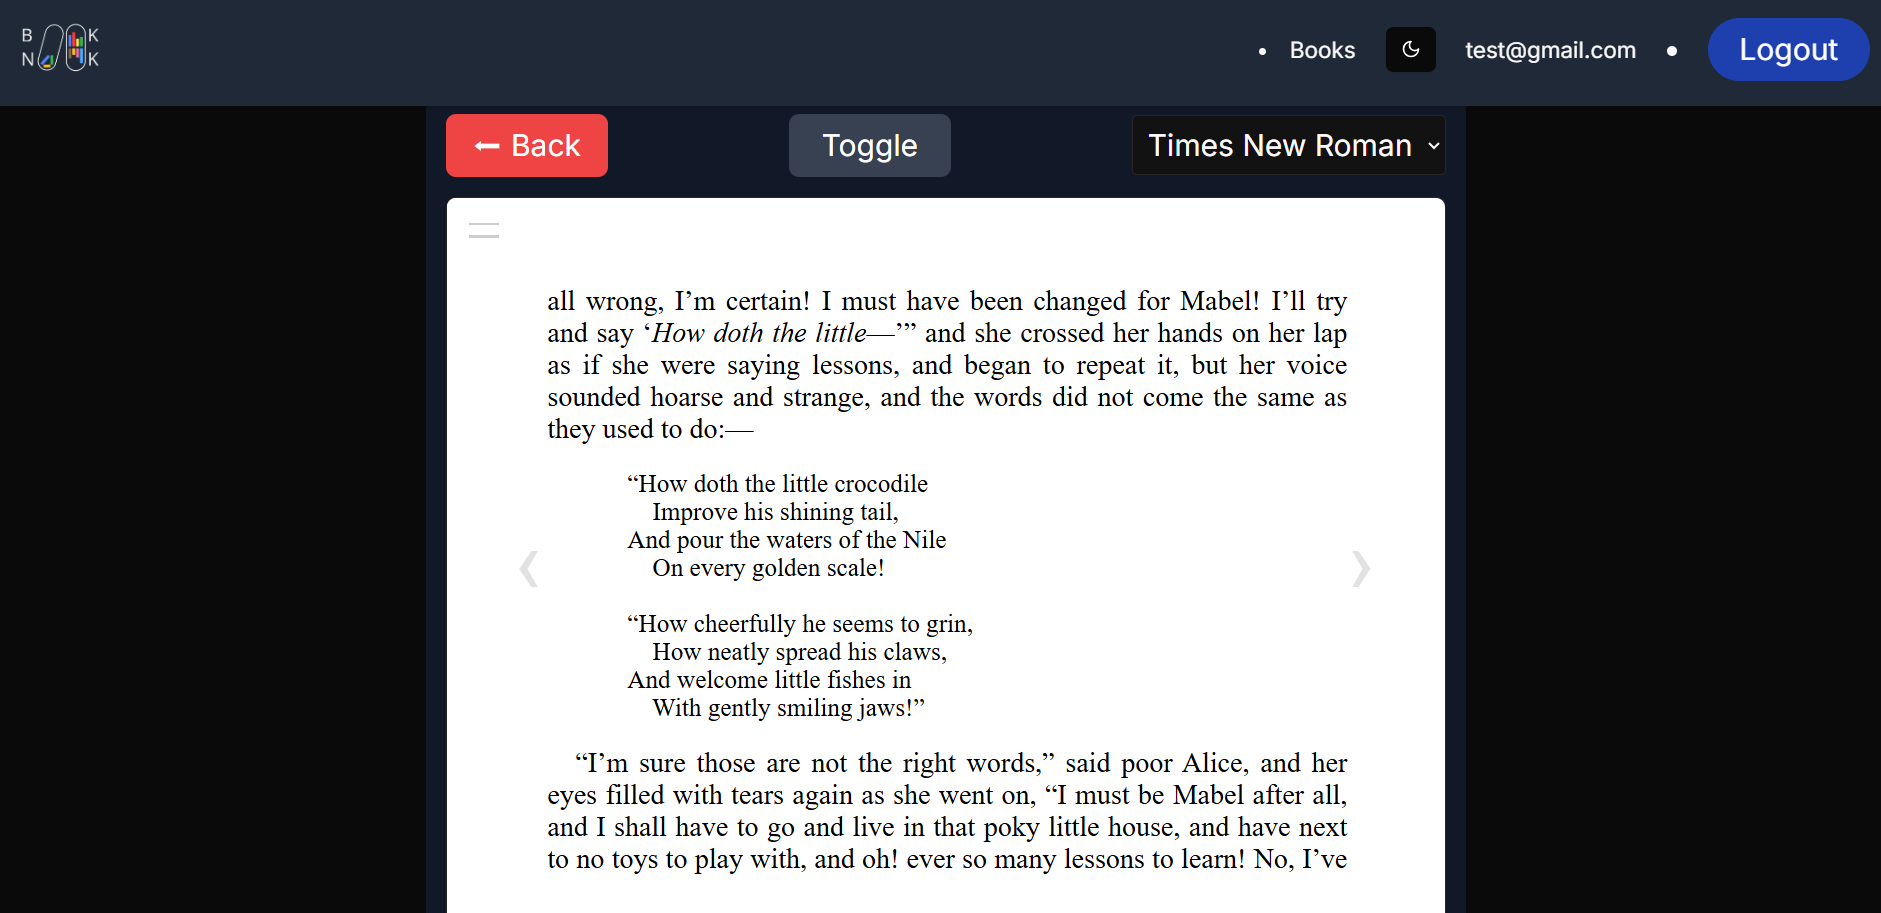 B K
N K
Books
test@gmail.com
Logout
Back
Toggle
Times New Roman
all wrong, I’m certain! I must have been changed for Mabel! I’ll try
and say ‘How doth the little—’” and she crossed her hands on her lap
as if she were saying lessons, and began to repeat it, but her voice
sounded hoarse and strange, and the words did not come the same as
they used to do:—
“How doth the little crocodile
Improve his shining tail,
And pour the waters of the Nile
On every golden scale!
“How cheerfully he seems to grin,
How neatly spread his claws,
And welcome little fishes in
With gently smiling jaws!”
“I’m sure those are not the right words,” said poor Alice, and her
eyes filled with tears again as she went on, “I must be Mabel after all,
and I shall have to go and live in that poky little house, and have next
to no toys to play with, and oh! ever so many lessons to learn! No, I’ve